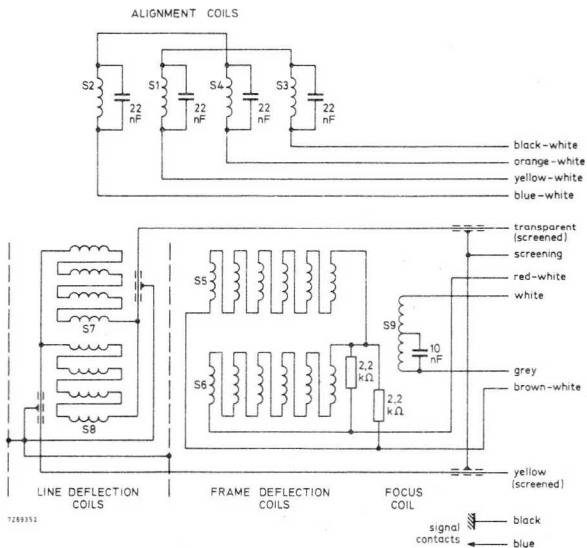 ALIGNMENT COILS
S2
22
nF
S1
22
nF
S4
22
nF
S3
22
nF
black-white
orange-white
yellow-white
blue-white
transparent
(screened)
screening
red-white
white
S5
S9
S7
10
nF
grey
S6
2,2
kΩ
2,2
kΩ
brown-white
S8
yellow
(screened)
LINE DEFLECTION
COILS
FRAME DEFLECTION
COILS
FOCUS
COIL
7289352
signal
contacts
black
blue